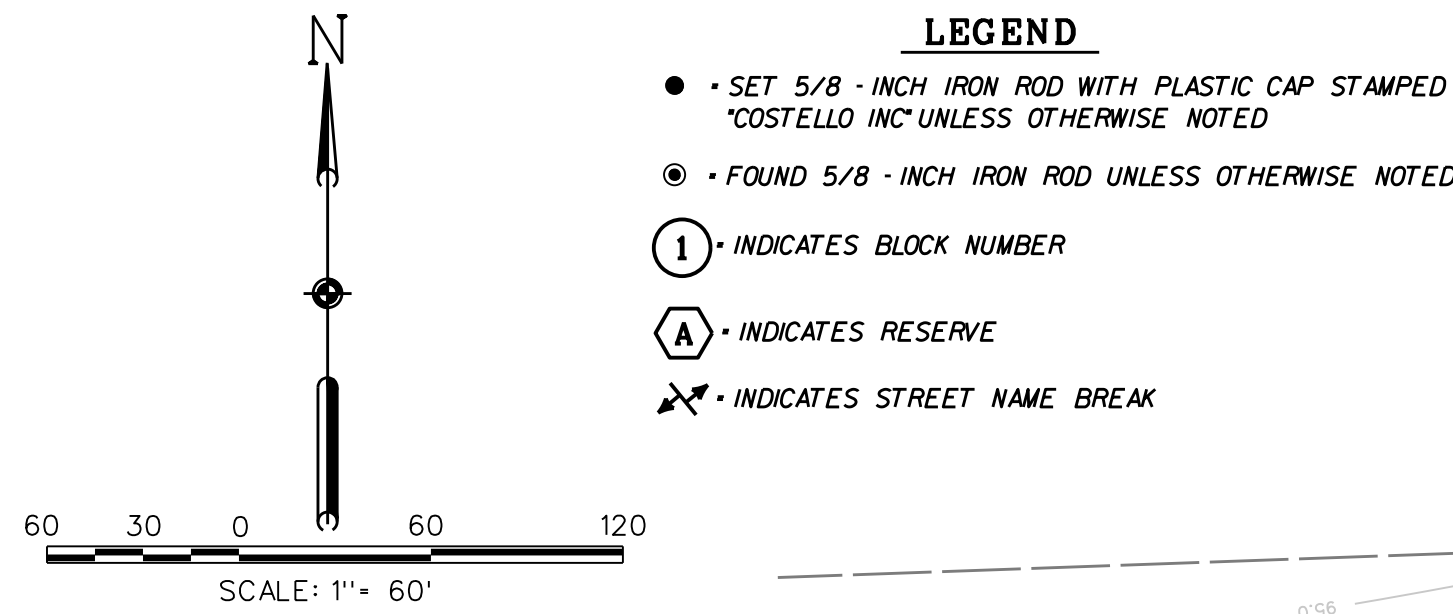 N
LEGEND
- SET 5/8 - INCH IRON ROD WITH PLASTIC CAP STAMPED
"COSTELLO INC" UNLESS OTHERWISE NOTED
- FOUND 5/8 - INCH IRON ROD UNLESS OTHERWISE NOTED
1 - INDICATES BLOCK NUMBER
A - INDICATES RESERVE
- INDICATES STREET NAME BREAK
60 30 0 60 120
SCALE: 1''= 60'